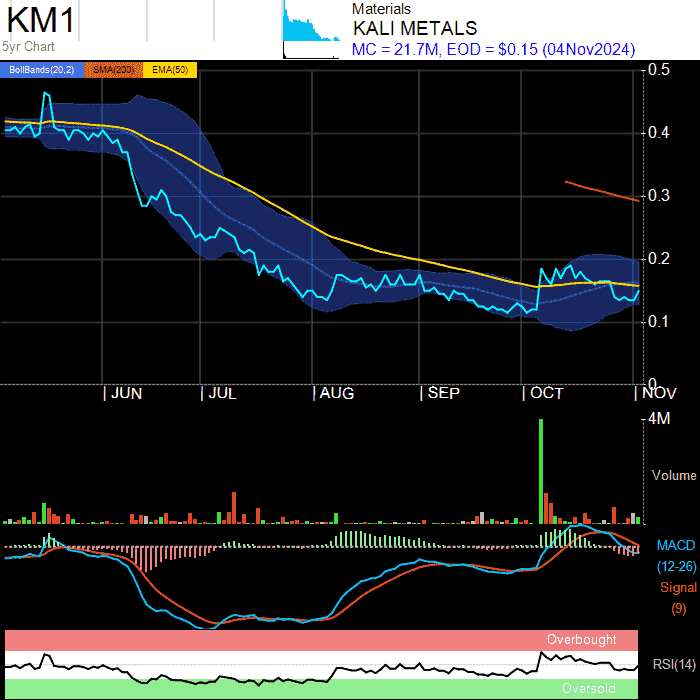 KM1
5yr Chart
Materials
KALI METALS
MC = 21.7M, EOD = $0.15 (04Nov2024)
BollBands(20,2) SMA(200) EMA(50)
0.5
0.4
0.3
0.2
0.1
0
JUN JUL AUG SEP OCT NOV
4M
Volume
MACD
(12-26)
Signal
(9)
Overbought
RSI(14)
Oversold